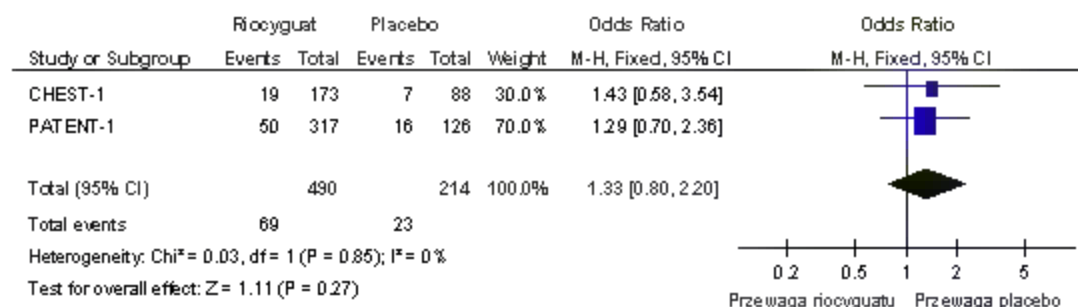 Riocyguat Placebo Odds Ratio Odds Ratio
Study or Subgroup Events Total Events Total Weight M-H, Fixed, 95% CI M-H, Fixed, 95% CI
CHEST-1 19 173 7 88 30.0% 1.43 [0.58, 3.54]
PATENT-1 50 317 16 126 70.0% 1.29 [0.70, 2.36]
Total (95% CI) 490 214 100.0% 1.33 [0.80, 2.20]
Total events 69 23
Heterogeneity: Chi² = 0.03, df = 1 (P = 0.85); I² = 0%
Test for overall effect: Z = 1.11 (P = 0.27)
0.2 0.5 1 2 5
Przewaga riocyguatu Przewaga placebo